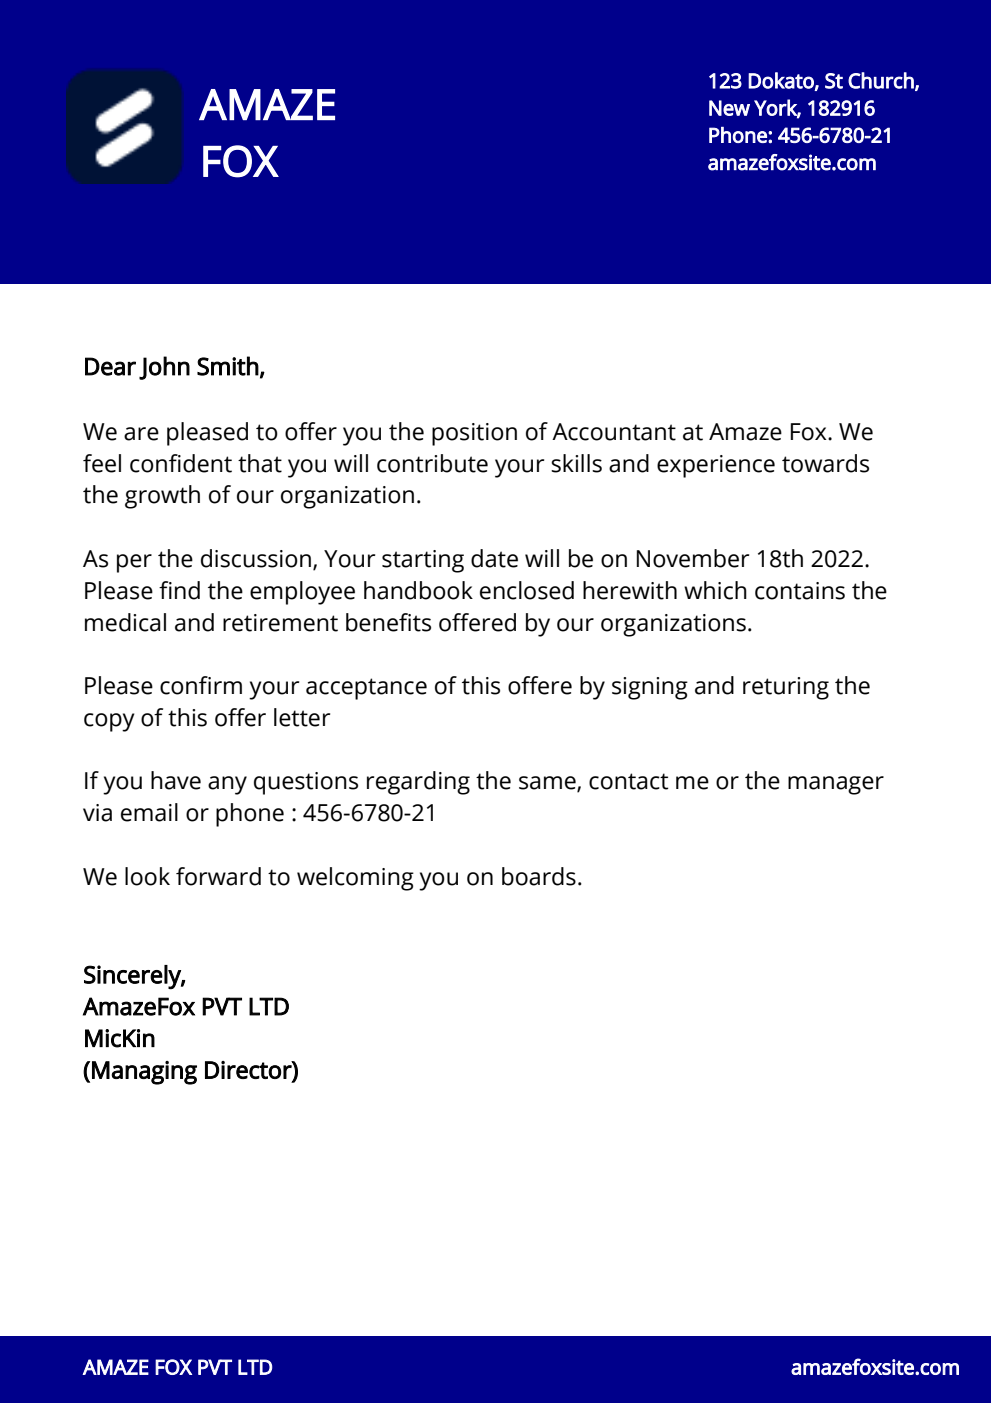 AMAZE
FOX
123 Dokato, St Church,
New York, 182916
Phone: 456-6780-21
amazefoxsite.com
Dear John Smith,
We are pleased to offer you the position of Accountant at Amaze Fox. We
feel confident that you will contribute your skills and experience towards
the growth of our organization.
As per the discussion, Your starting date will be on November 18th 2022.
Please find the employee handbook enclosed herewith which contains the
medical and retirement benefits offered by our organizations.
Please confirm your acceptance of this offere by signing and returing the
copy of this offer letter
If you have any questions regarding the same, contact me or the manager
via email or phone : 456-6780-21
We look forward to welcoming you on boards.
Sincerely,
AmazeFox PVT LTD
MicKin
(Managing Director)
AMAZE FOX PVT LTD
amazefoxsite.com